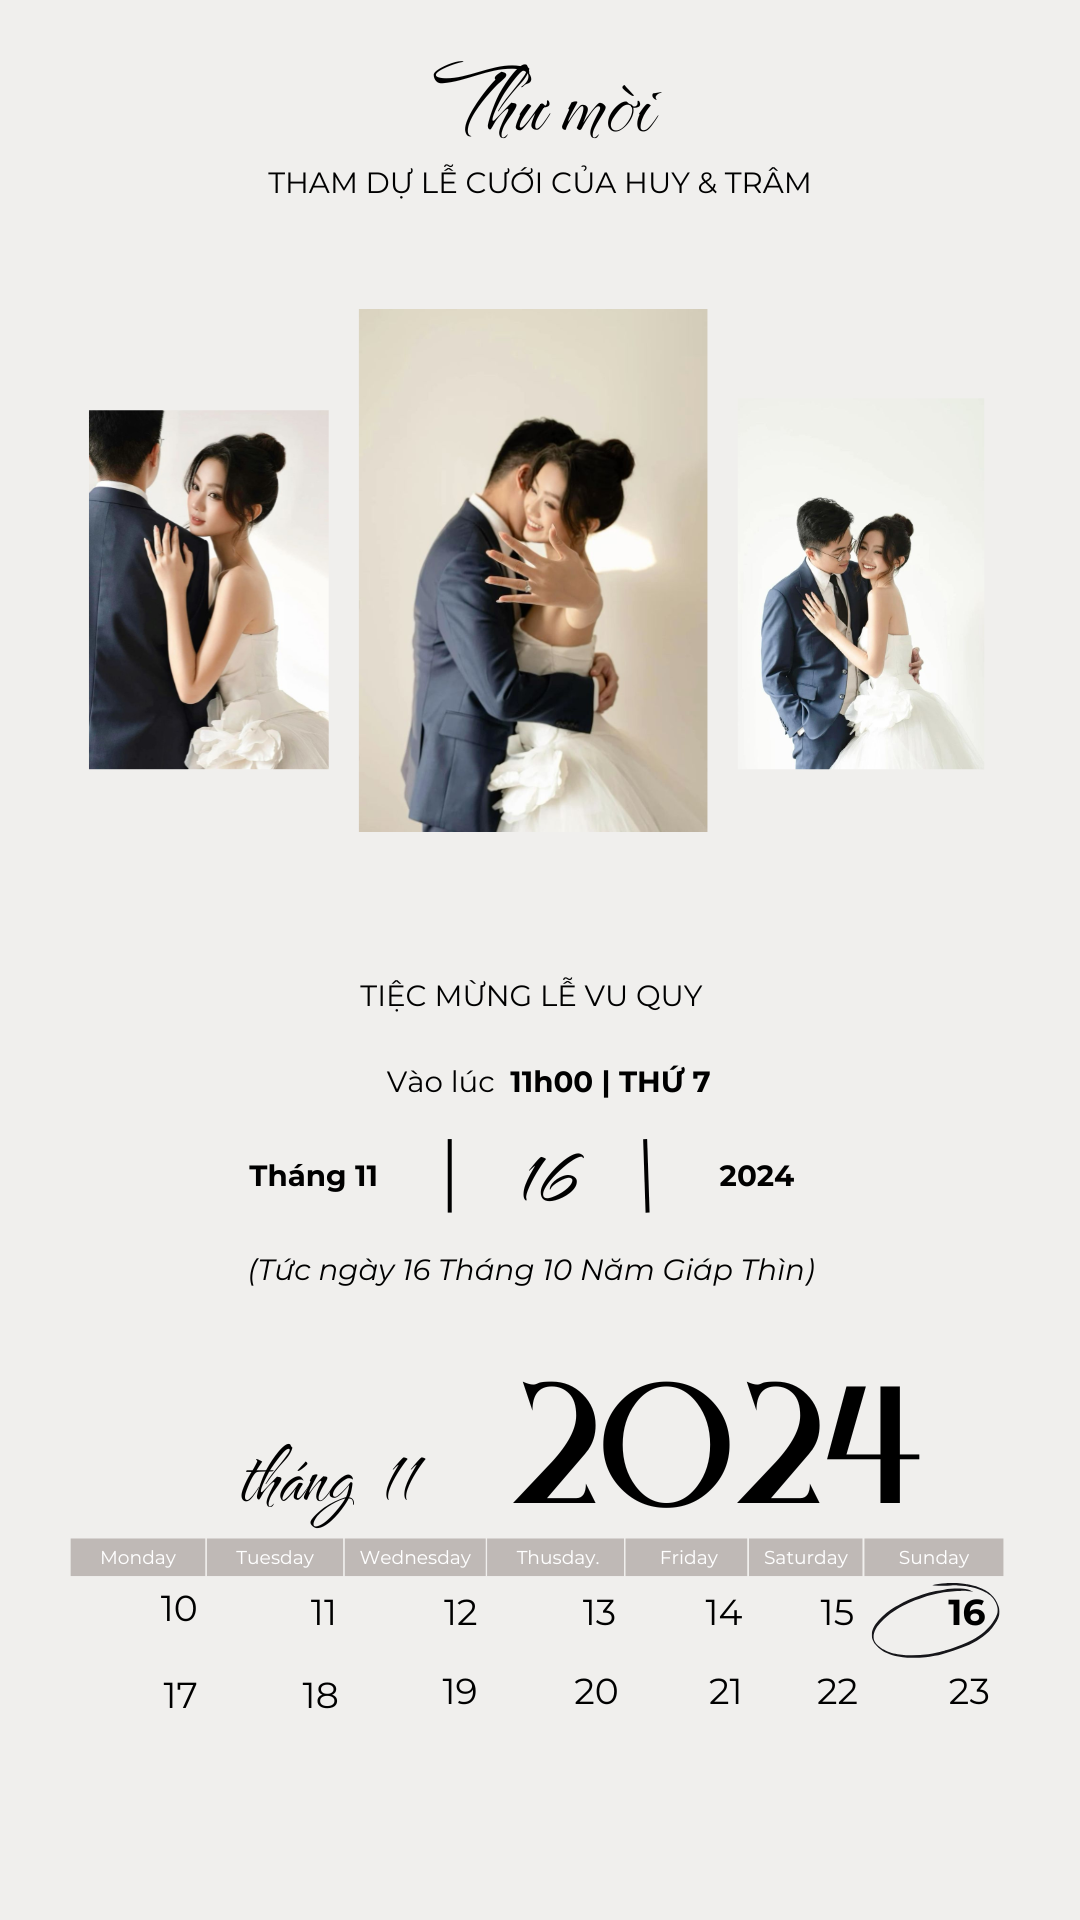 Thư mời
THAM DỰ LỄ CƯỚI CỦA HUY & TRÂM
TIỆC MỪNG LỄ VU QUY
Vào lúc 11h00 | THỨ 7
Tháng 11 | 16 | 2024
(Tức ngày 16 Tháng 10 Năm Giáp Thìn)
tháng 11 2024
Monday Tuesday Wednesday Thusday. Friday Saturday Sunday
10 11 12 13 14 15 16
17 18 19 20 21 22 23